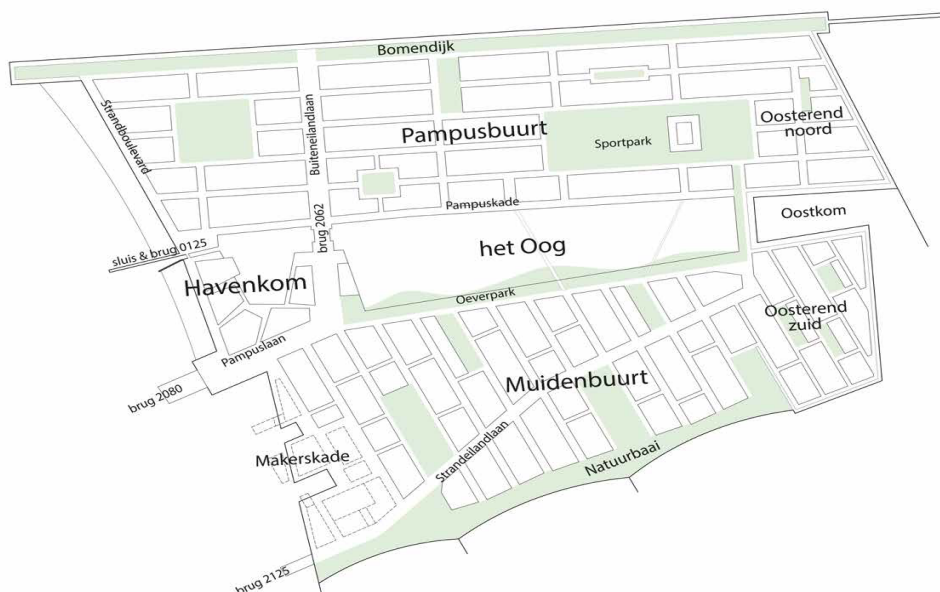 Bomendijk
Strandboulevard
Buiteneilandlaan
Pampusbuurt
Sportpark
Oosterend
noord
Pampuskade
Oostkom
brug 2062
sluis & brug 0125
het Oog
Havenkom
Oeverpark
Oosterend
zuid
Pampuslaan
Muidenbuurt
brug 2080
Strandeilandlaan
Makerskade
Natuurbaai
brug 2125